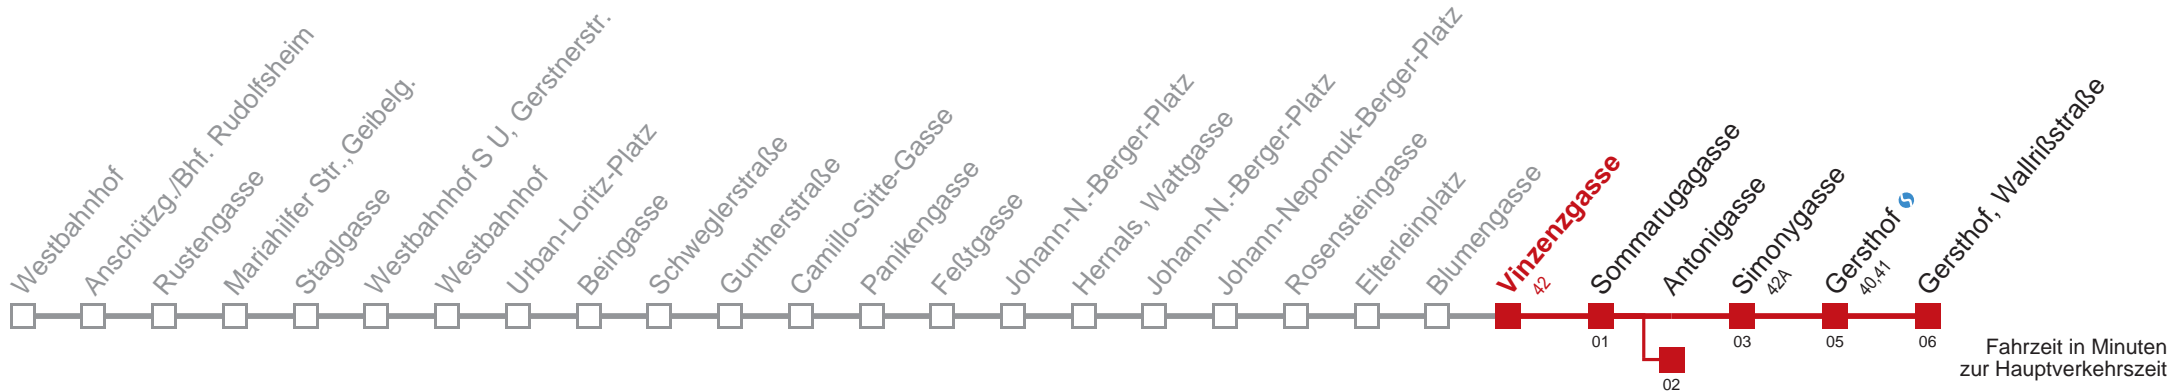 Westbahnhof
Anschützg./Bhf. Rudolfsheim
Rustengasse
Mariahilfer Str.,Geibelg.
Staglgasse
Westbahnhof S U, Gerstnerstr.
Westbahnhof
Urban-Loritz-Platz
Beingasse
Schweglerstraße
Guntherstraße
Camillo-Sitte-Gasse
Panikengasse
Feßtgasse
Johann-N.-Berger-Platz
Hernals, Wattgasse
Johann-N.-Berger-Platz
Johann-Nepomuk-Berger-Platz
Rosensteingasse
Elterleinplatz
Blumengasse
Vinzenzgasse
42
Sommarugagasse
Antonigasse
Simonygasse
42A
Gersthof
40,41
Gersthof, Wallrißstraße
01
02
03
05
06
Fahrzeit in Minuten
zur Hauptverkehrszeit